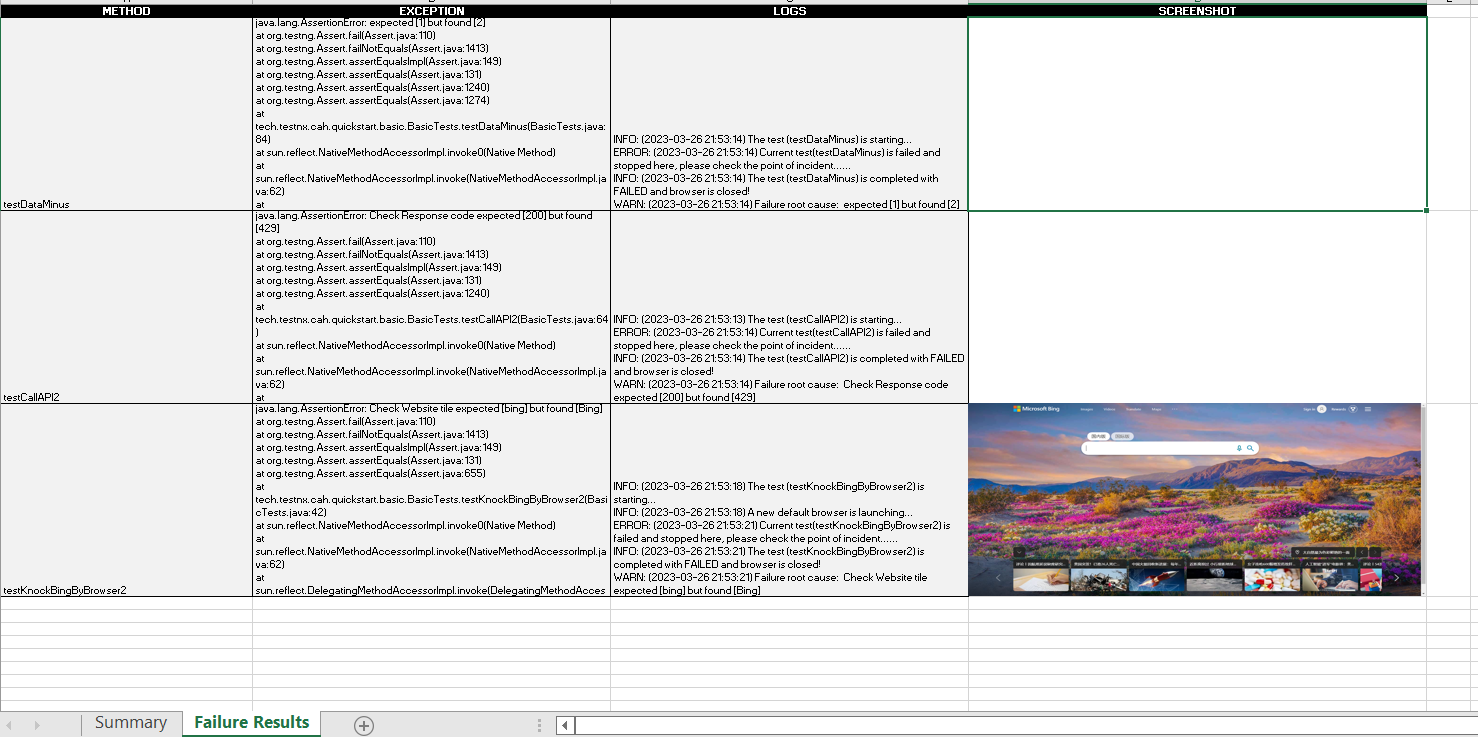 METHOD
EXCEPTION
LOGS
SCREENSHOT
testDataMinus
java.lang.AssertionError: expected [1] but found [2]
at org.testng.Assert.fail(Assert.java:110)
at org.testng.Assert.failNotEquals(Assert.java:1413)
at org.testng.Assert.assertEqualsImpl(Assert.java:149)
at org.testng.Assert.assertEquals(Assert.java:131)
at org.testng.Assert.assertEquals(Assert.java:1240)
at org.testng.Assert.assertEquals(Assert.java:1274)
at
tech.testnx.cah.quickstart.basic.BasicTests.testDataMinus(BasicTests.java:
84)
at sun.reflect.NativeMethodAccessorImpl.invoke0(Native Method)
at
sun.reflect.NativeMethodAccessorImpl.invoke(NativeMethodAccessorImpl.ja
va:62)
at
INFO: (2023-03-26 21:53:14) The test (testDataMinus) is starting...
ERROR: (2023-03-26 21:53:14) Current test(testDataMinus) is failed and
stopped here, please check the point of incident......
INFO: (2023-03-26 21:53:14) The test (testDataMinus) is completed with
FAILED and browser is closed!
WARN: (2023-03-26 21:53:14) Failure root cause:  expected [1] but found [2]
testCallAPI2
java.lang.AssertionError: Check Response code expected [200] but found
[429]
at org.testng.Assert.fail(Assert.java:110)
at org.testng.Assert.failNotEquals(Assert.java:1413)
at org.testng.Assert.assertEqualsImpl(Assert.java:149)
at org.testng.Assert.assertEquals(Assert.java:131)
at org.testng.Assert.assertEquals(Assert.java:1240)
at
tech.testnx.cah.quickstart.basic.BasicTests.testCallAPI2(BasicTests.java:64
)
at sun.reflect.NativeMethodAccessorImpl.invoke0(Native Method)
at
sun.reflect.NativeMethodAccessorImpl.invoke(NativeMethodAccessorImpl.ja
va:62)
at
INFO: (2023-03-26 21:53:13) The test (testCallAPI2) is starting...
ERROR: (2023-03-26 21:53:14) Current test(testCallAPI2) is failed and
stopped here, please check the point of incident......
INFO: (2023-03-26 21:53:14) The test (testCallAPI2) is completed with FAILED
and browser is closed!
WARN: (2023-03-26 21:53:14) Failure root cause:  Check Response code
expected [200] but found [429]
testKnockBingByBrowser2
java.lang.AssertionError: Check Website tile expected [bing] but found [Bing]
at org.testng.Assert.fail(Assert.java:110)
at org.testng.Assert.failNotEquals(Assert.java:1413)
at org.testng.Assert.assertEqualsImpl(Assert.java:149)
at org.testng.Assert.assertEquals(Assert.java:131)
at org.testng.Assert.assertEquals(Assert.java:655)
at
tech.testnx.cah.quickstart.basic.BasicTests.testKnockBingByBrowser2(Basi
cTests.java:42)
at sun.reflect.NativeMethodAccessorImpl.invoke0(Native Method)
at
sun.reflect.NativeMethodAccessorImpl.invoke(NativeMethodAccessorImpl.ja
va:62)
at
sun.reflect.DelegatingMethodAccessorImpl.invoke(DelegatingMethodAcces
INFO: (2023-03-26 21:53:18) The test (testKnockBingByBrowser2) is
starting...
INFO: (2023-03-26 21:53:18) A new default browser is launching...
ERROR: (2023-03-26 21:53:21) Current test(testKnockBingByBrowser2) is
failed and stopped here, please check the point of incident......
INFO: (2023-03-26 21:53:21) The test (testKnockBingByBrowser2) is
completed with FAILED and browser is closed!
WARN: (2023-03-26 21:53:21) Failure root cause:  Check Website tile
expected [bing] but found [Bing]
Microsoft Bing
Images
Videos
Maps
Sign in
Rewards
国内版
国际版
Summary
Failure Results